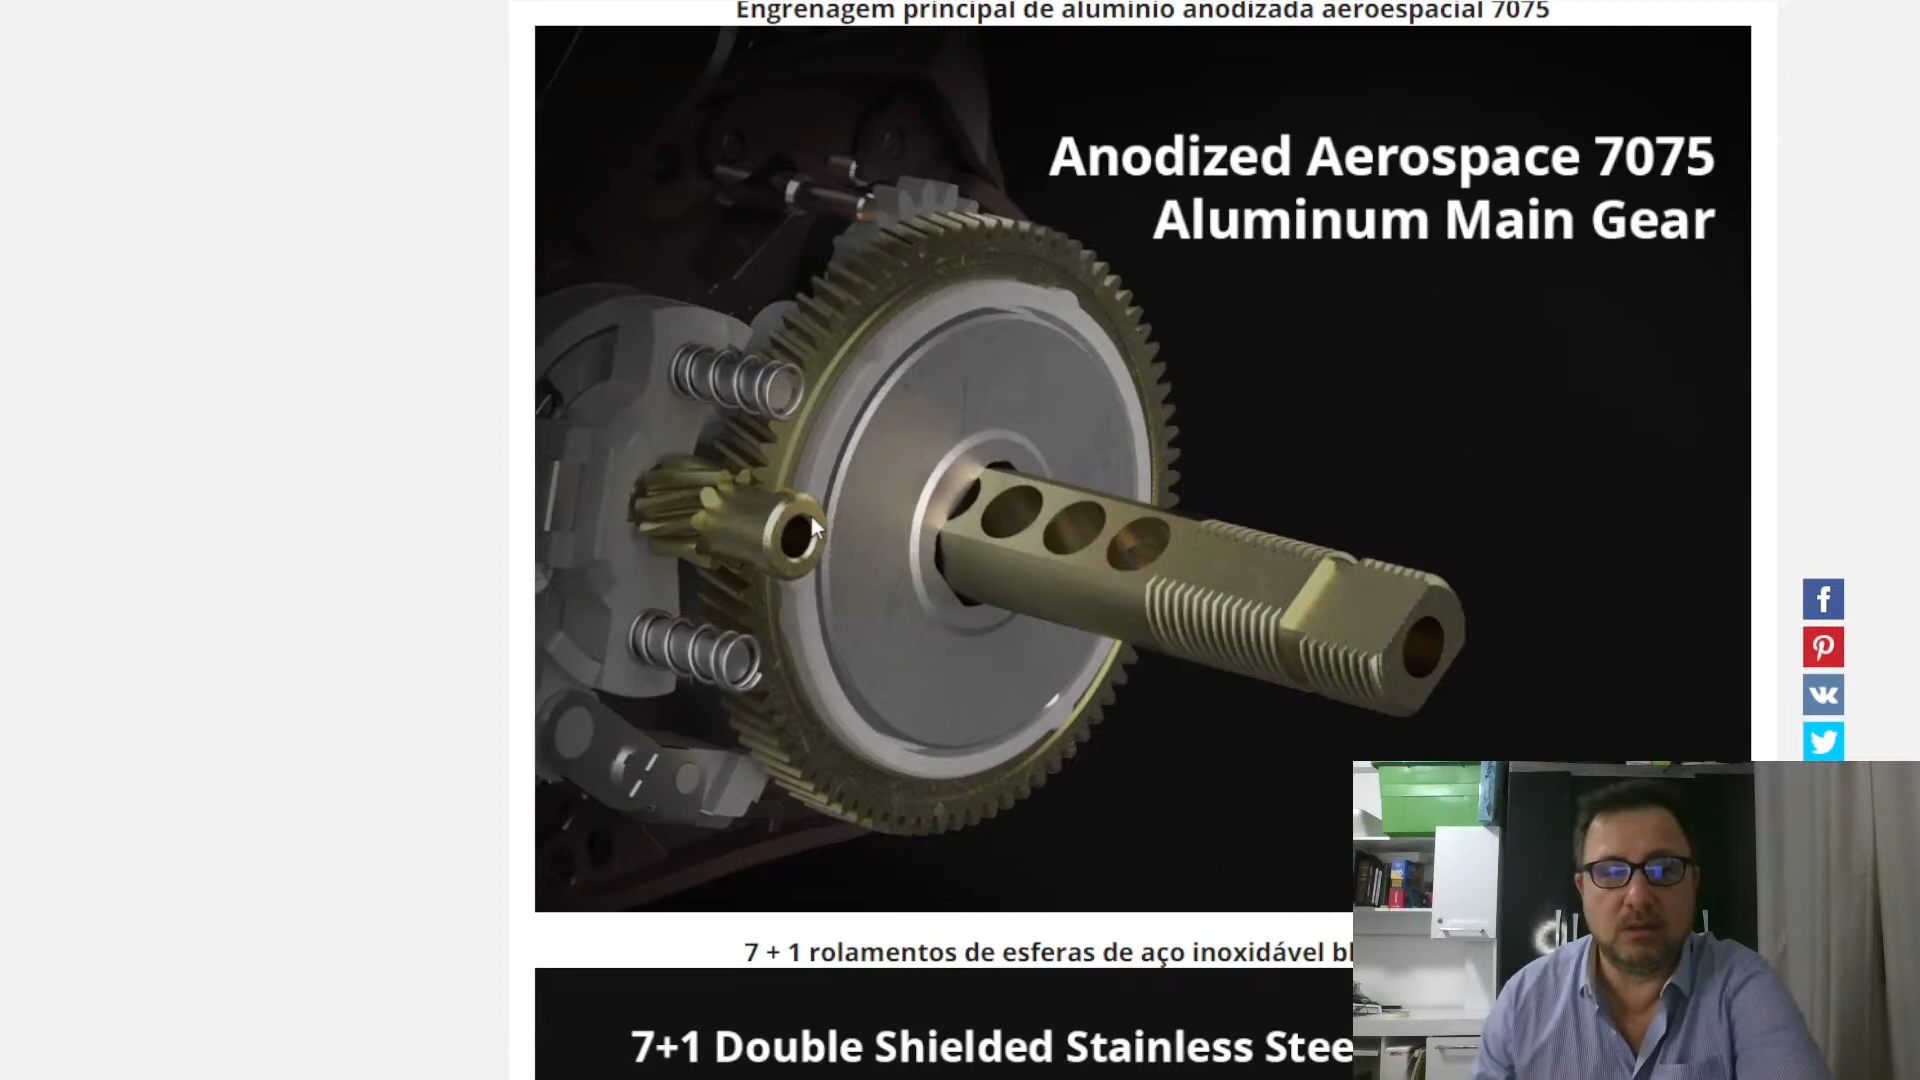 Engrenagem principal de alumínio anodizada aeroespacial 7075
Anodized Aerospace 7075
Aluminum Main Gear
7 + 1 rolamentos de esferas de aço inoxidável
7+1 Double Shielded Stainless